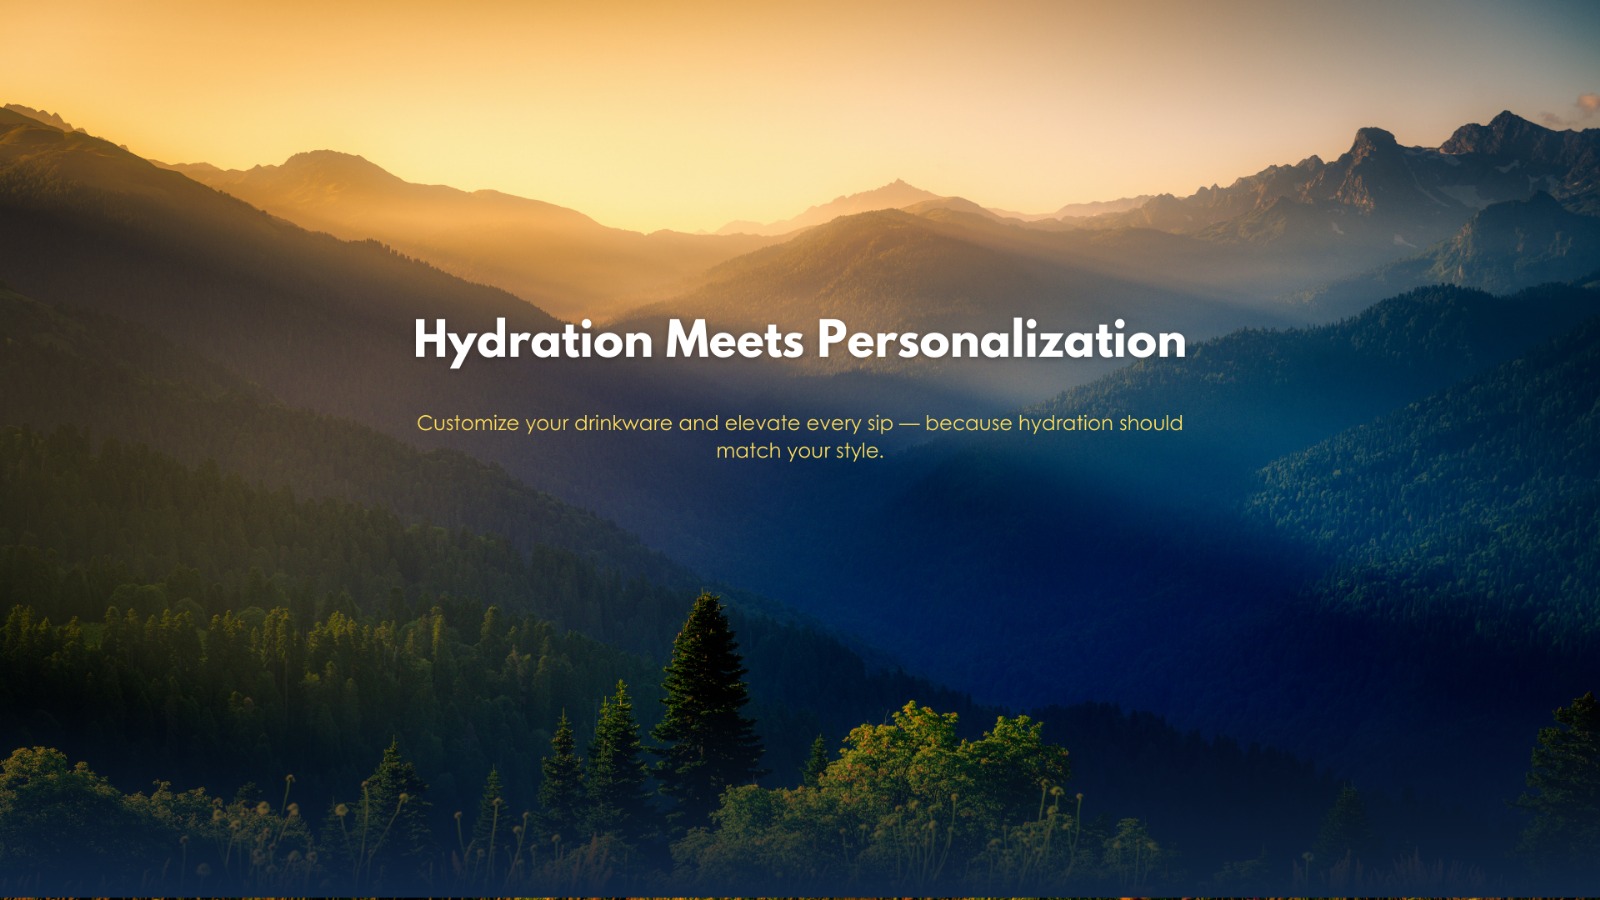 Hydration Meets Personalization
Customize your drinkware and elevate every sip — because hydration should
match your style.